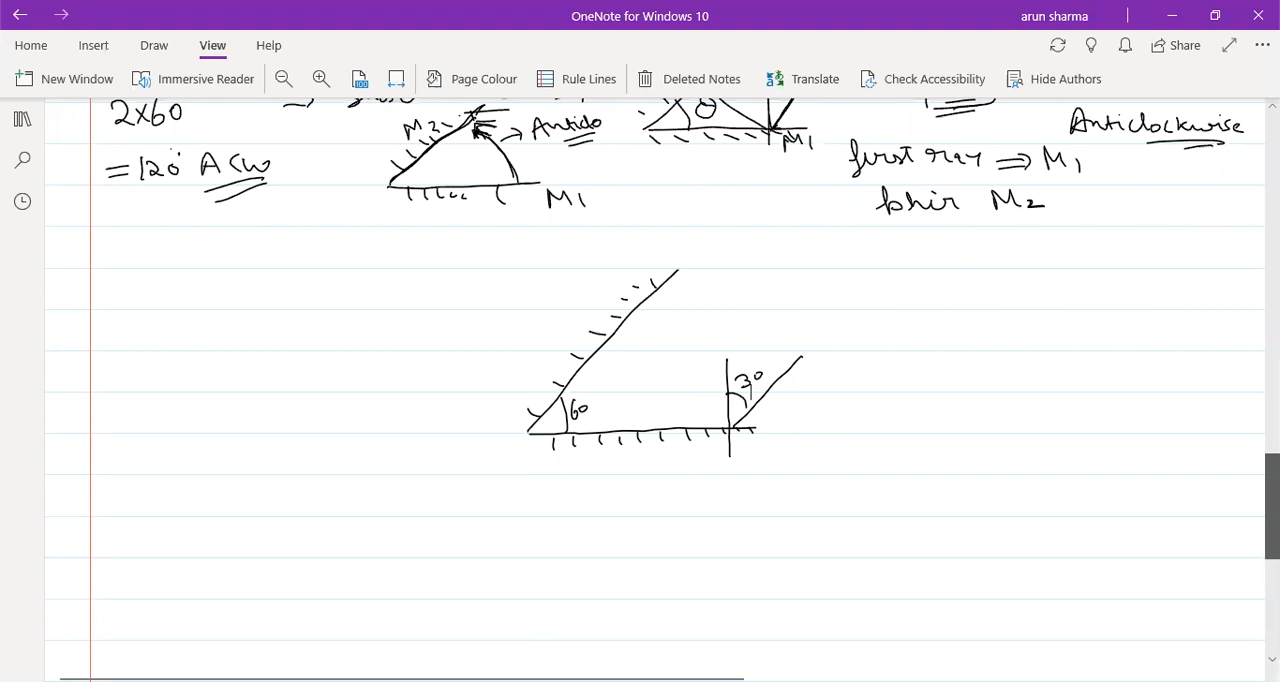 OneNote for Windows 10
arun sharma
Home Insert Draw View Help
Share
New Window Immersive Reader Page Colour Rule Lines Deleted Notes Translate Check Accessibility Hide Authors
2x60
= 120° ACW
M2
Antido
M1
θ
M1
Anticlockwise
first ray ⇒ M1
bhir M2
60
30